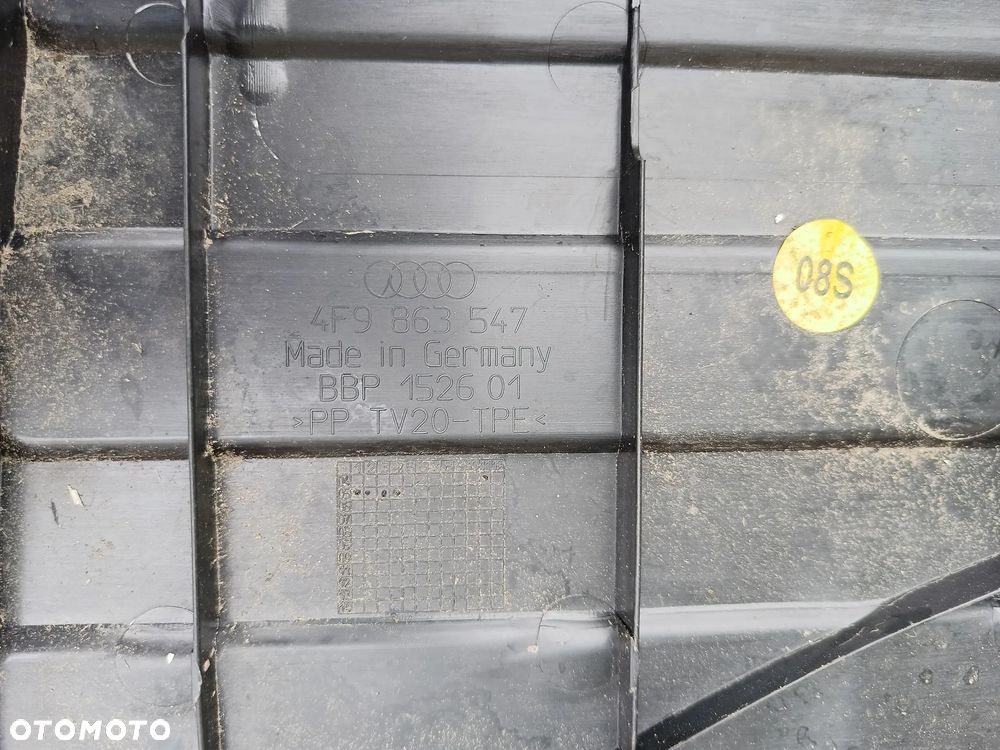 4F9 863 547
Made in Germany
BBP 1526 01
>PP TV20-TPE<
08S
OTOMOTO